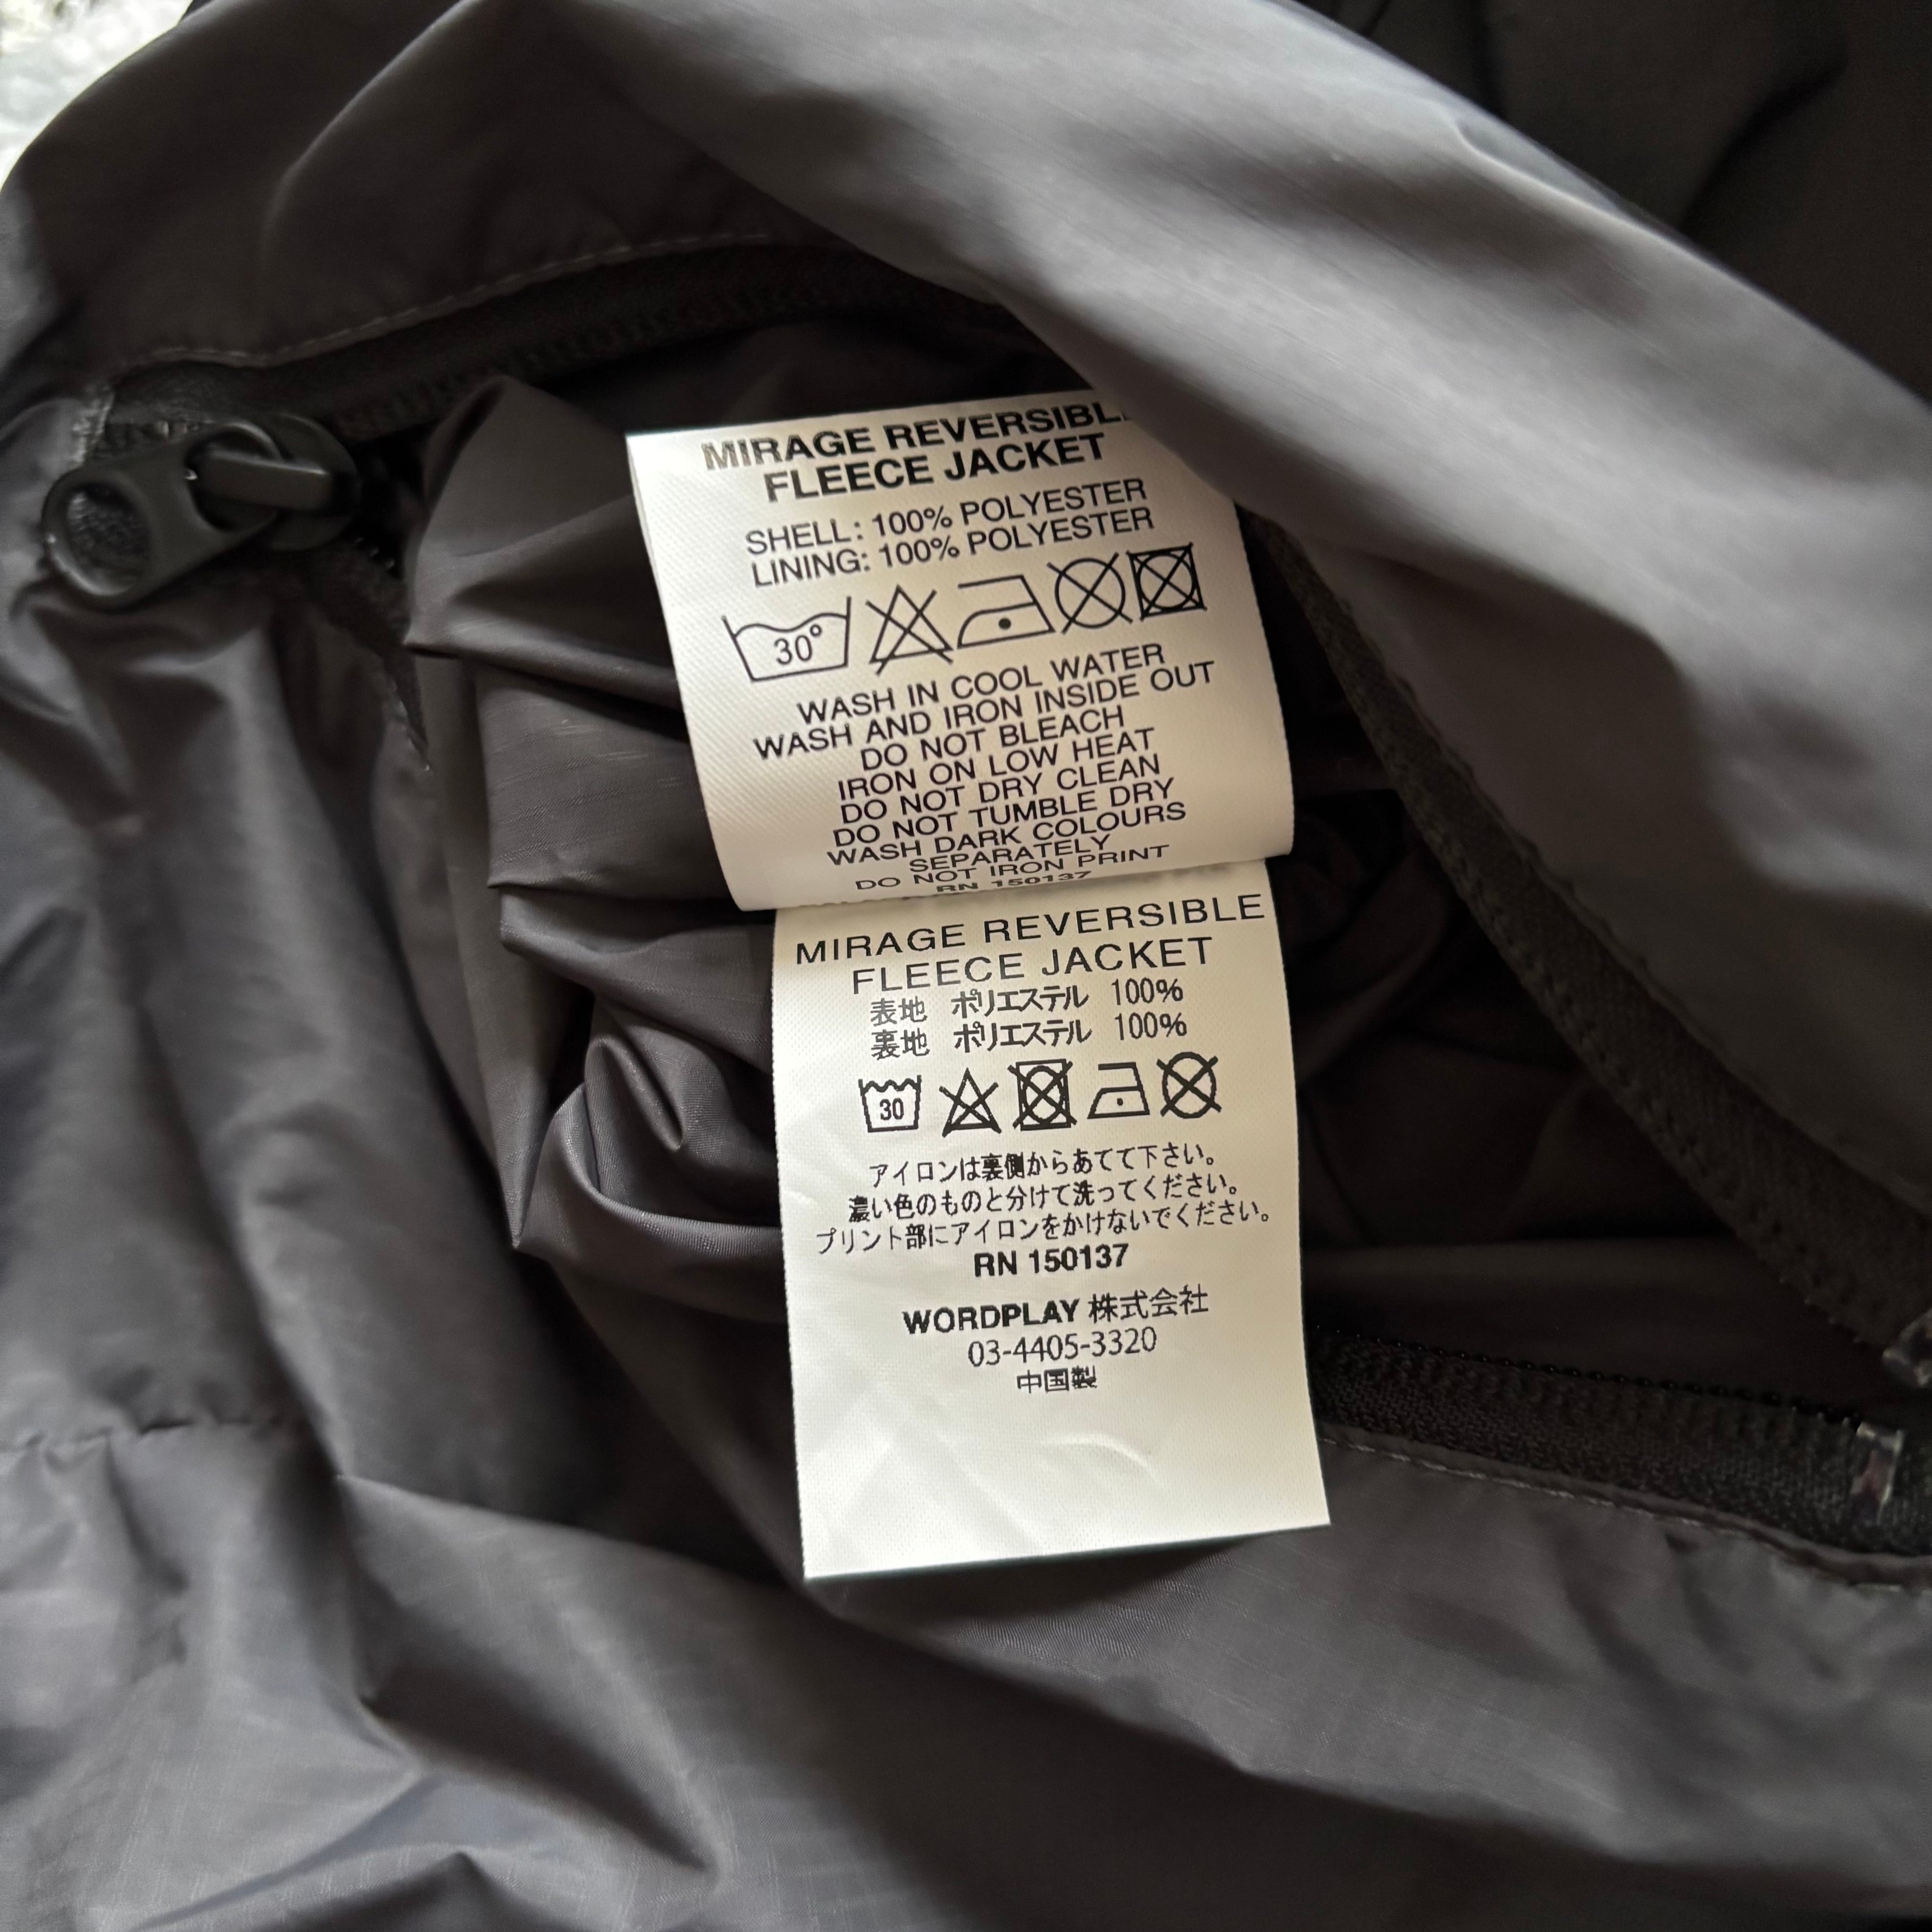 MIRAGE REVERSIBL
FLEECE JACKET
SHELL: 100% POLYESTER
LINING: 100% POLYESTER
30°
WASH IN COOL WATER
WASH AND IRON INSIDE OUT
DO NOT BLEACH
IRON ON LOW HEAT
DO NOT DRY CLEAN
DO NOT TUMBLE DRY
WASH DARK COLOURS
SEPARATELY
DO NOT IRON PRINT
RN 150137
MIRAGE REVERSIBLE
FLEECE JACKET
表地 ポリエステル 100%
裏地 ポリエステル 100%
30
アイロンは裏側からあてて下さい。
濃い色のものと分けて洗ってください。
プリント部にアイロンをかけないでください。
RN 150137
WORDPLAY 株式会社
03-4405-3320
中国製